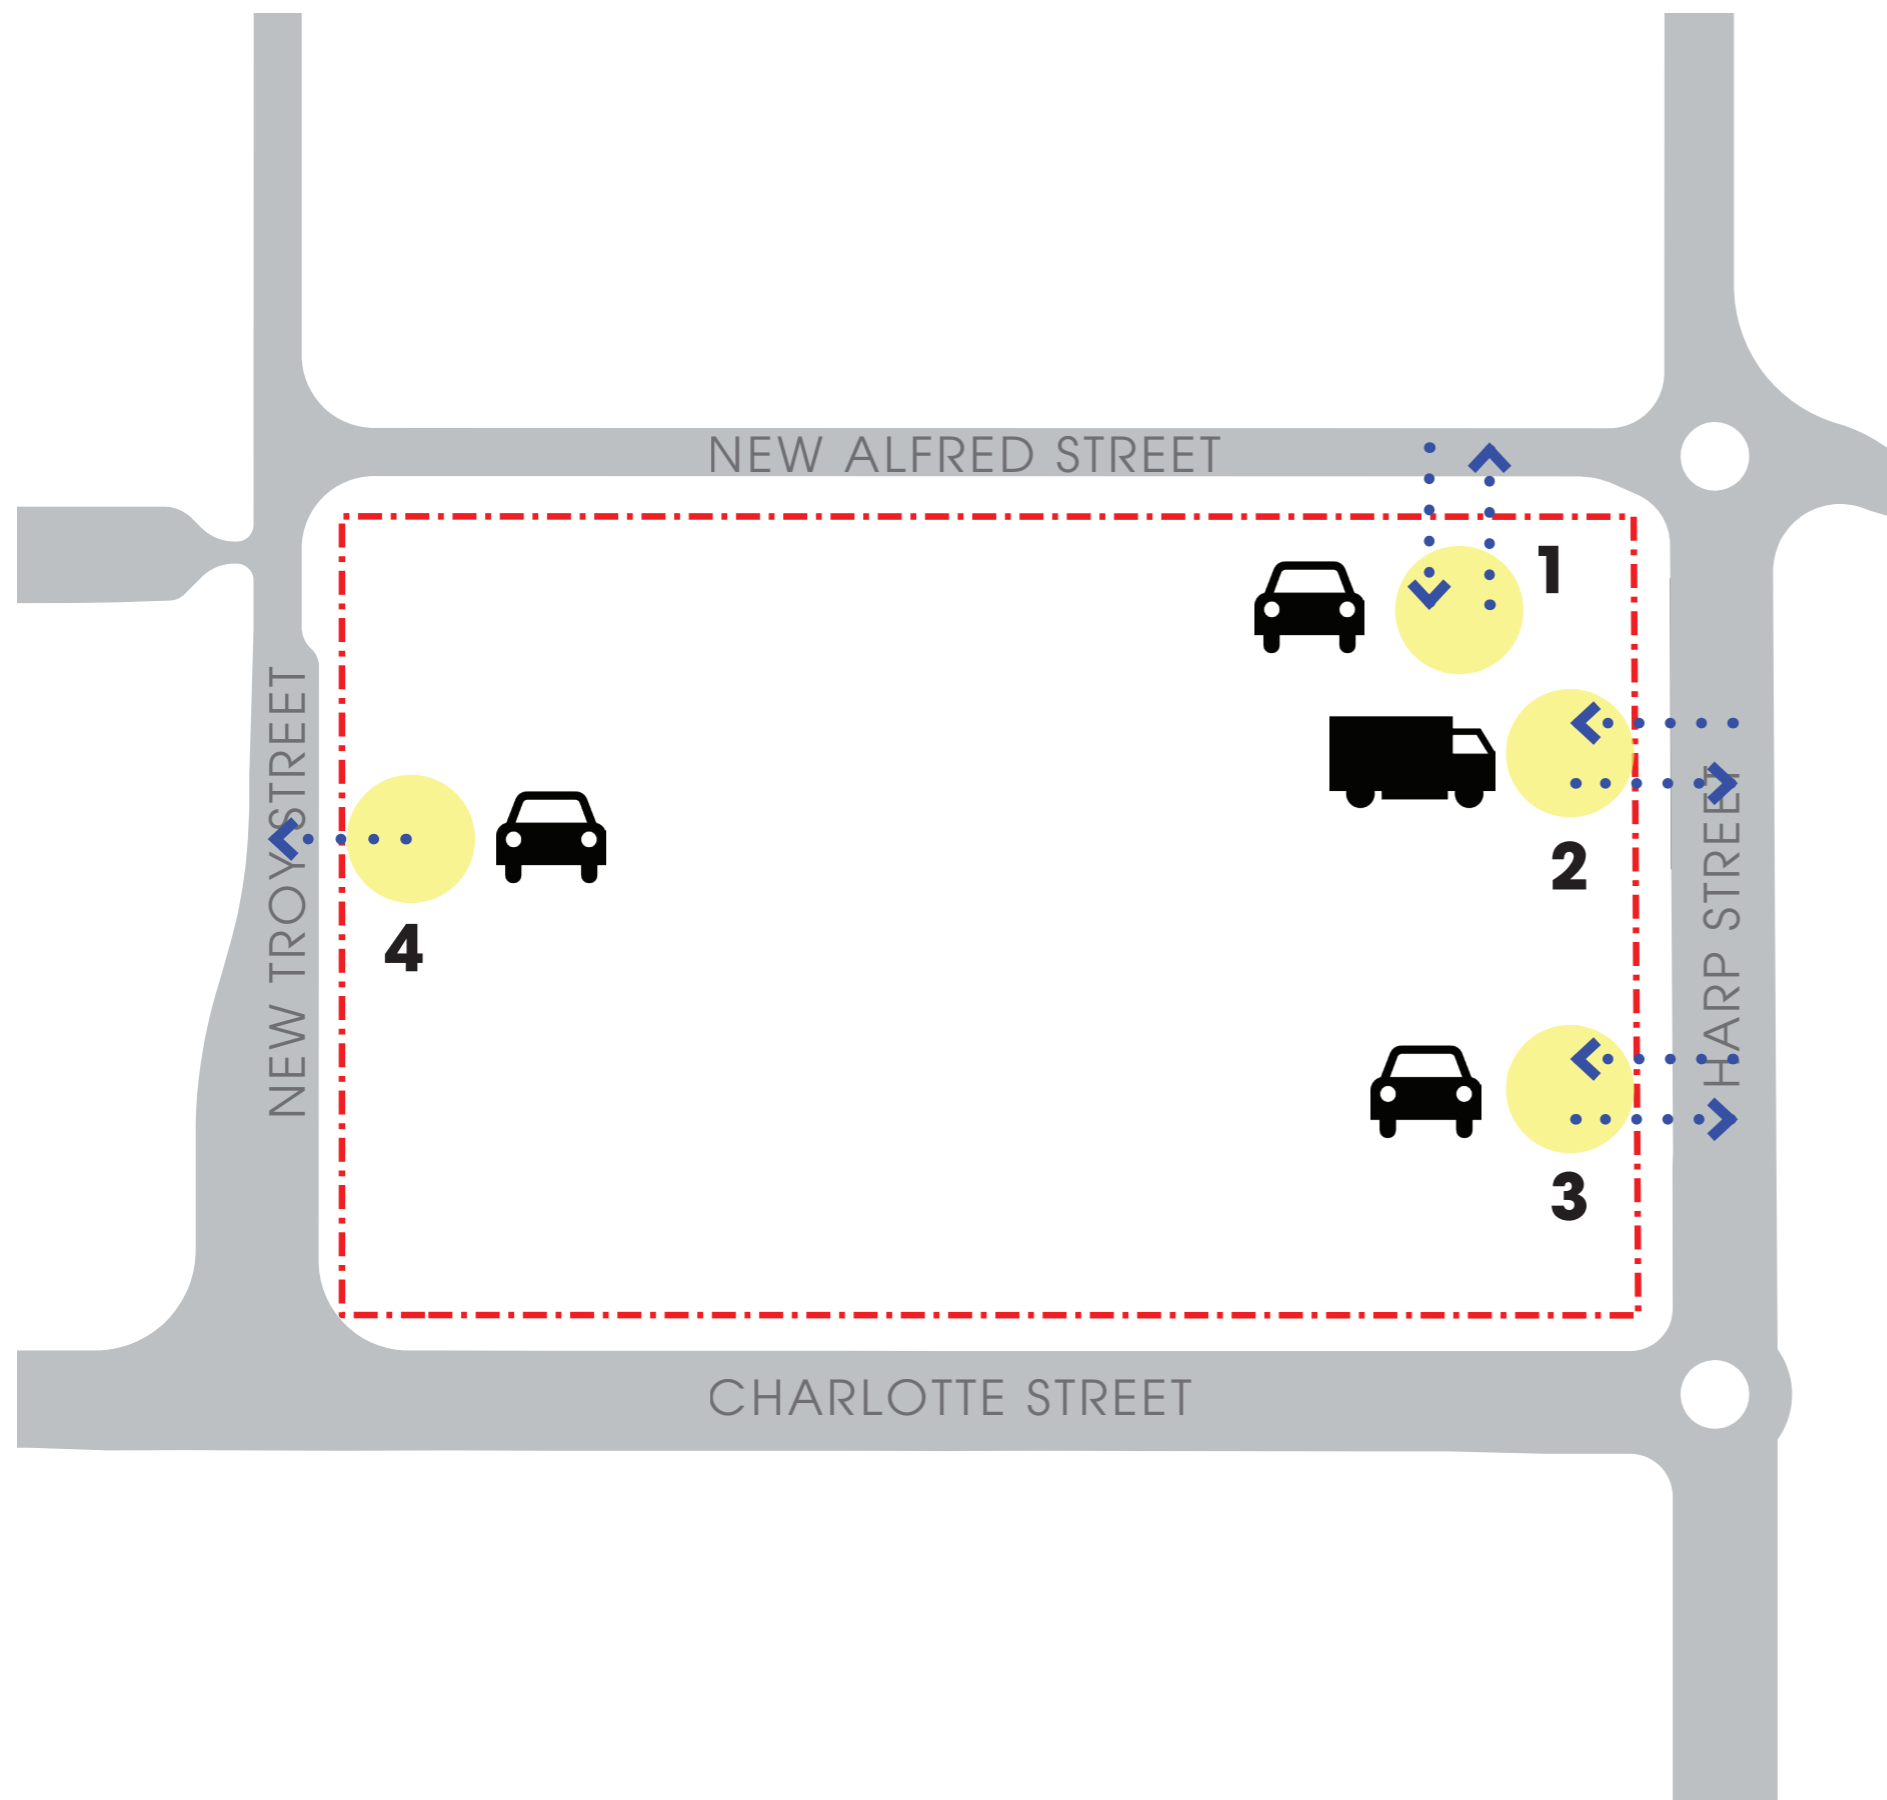 NEW ALFRED STREET
1
2
3
4
NEW TROY STREET
HARP STREET
CHARLOTTE STREET